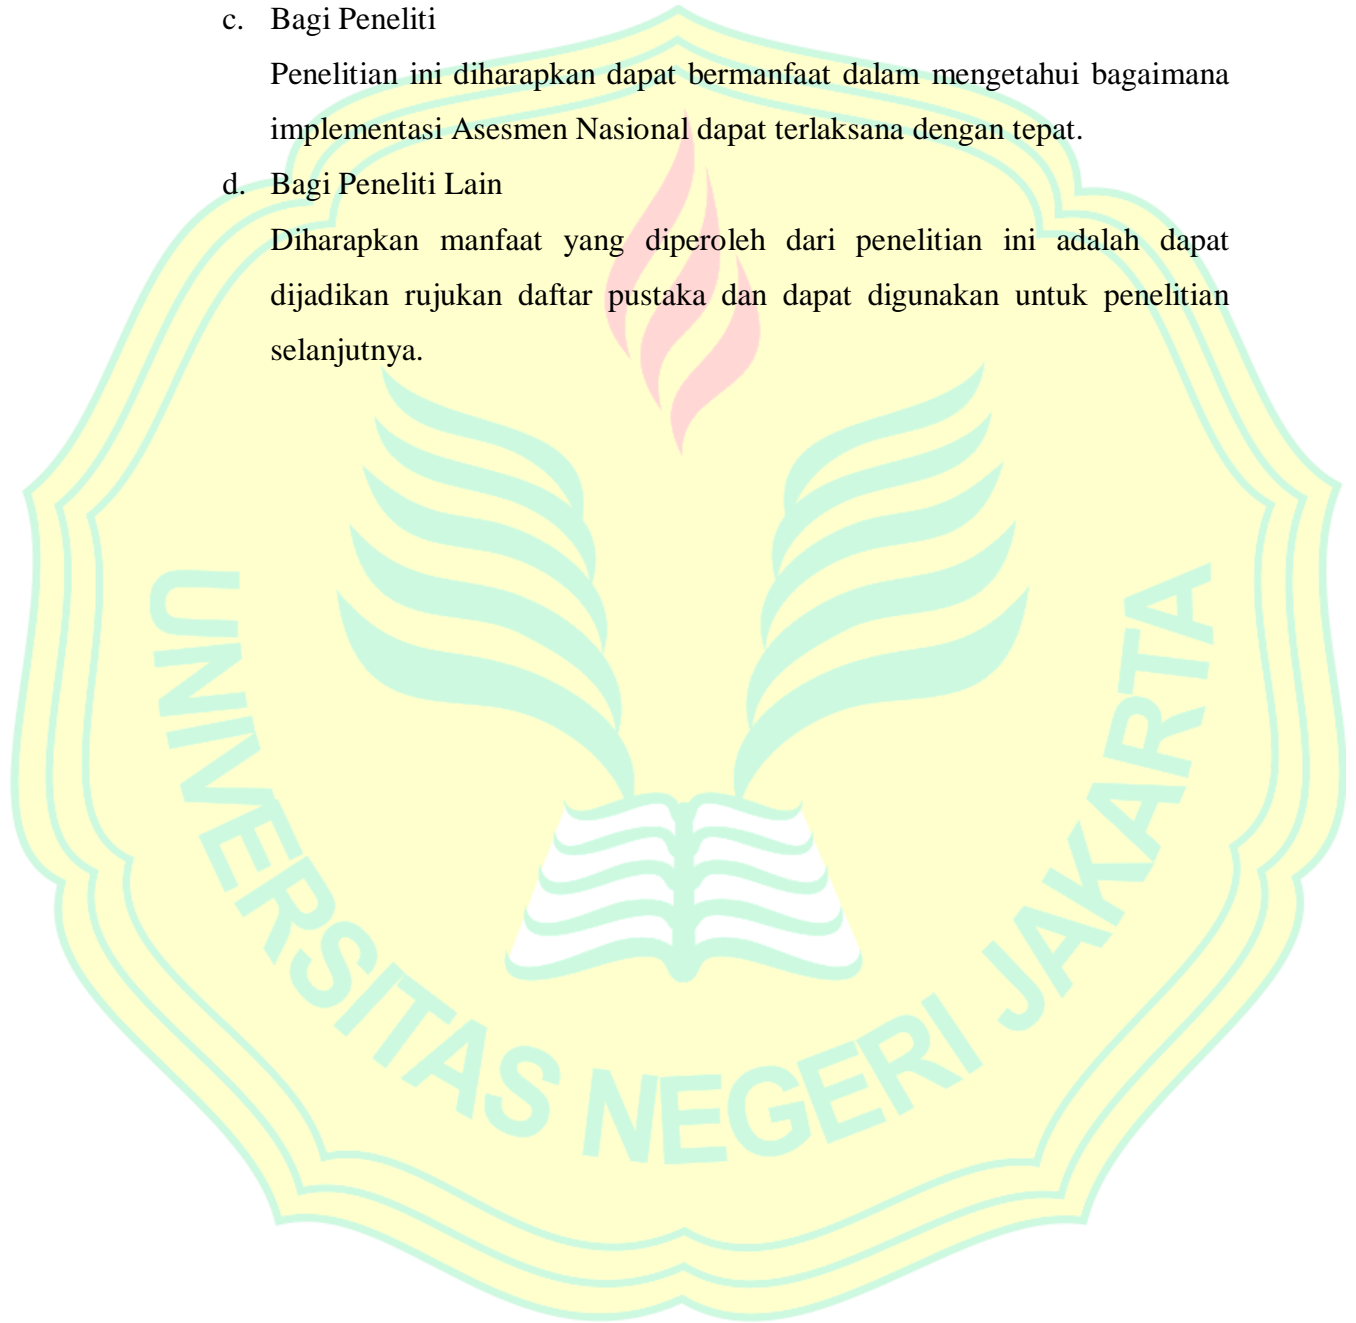 c. Bagi Peneliti
Penelitian ini diharapkan dapat bermanfaat dalam mengetahui bagaimana
implementasi Asesmen Nasional dapat terlaksana dengan tepat.
d. Bagi Peneliti Lain
Diharapkan manfaat yang diperoleh dari penelitian ini adalah dapat
dijadikan rujukan daftar pustaka dan dapat digunakan untuk penelitian
selanjutnya.
UNIVERSITAS NEGERI JAKARTA